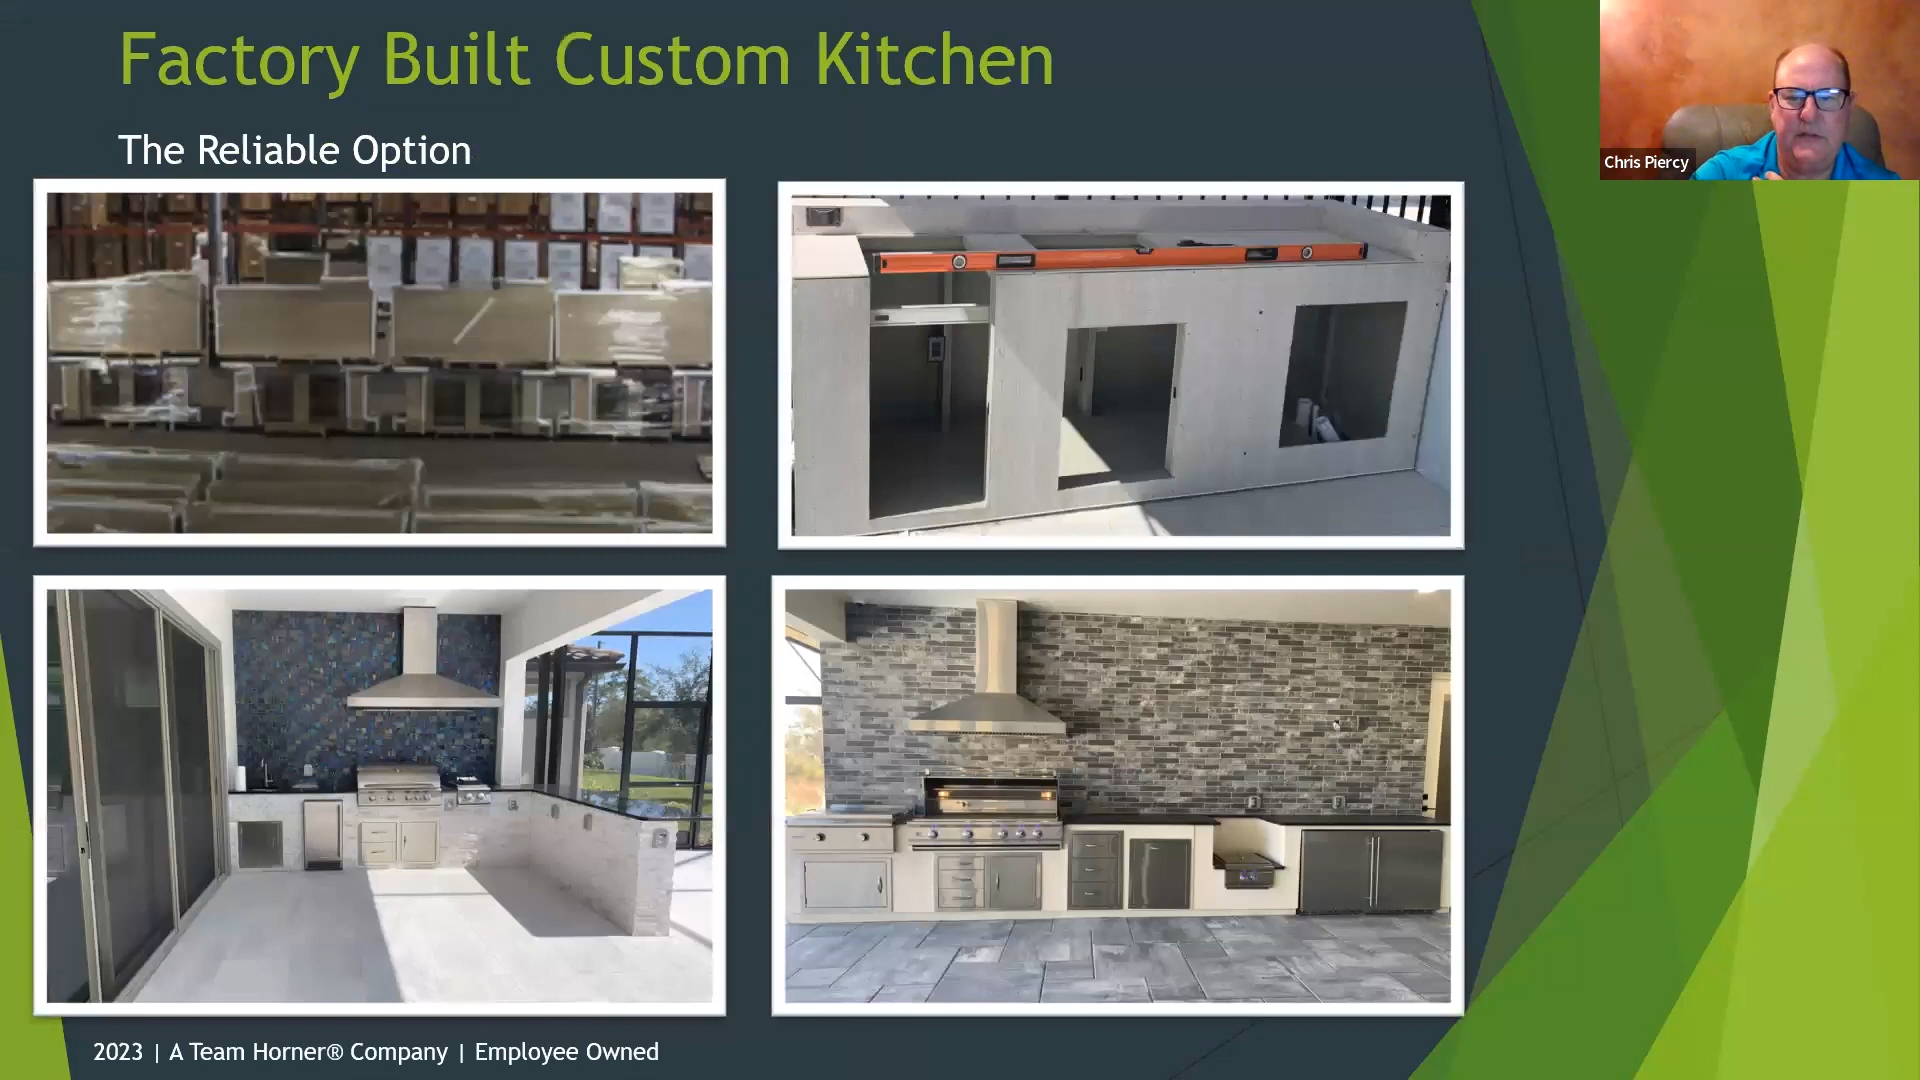 Factory Built Custom Kitchen
The Reliable Option
Chris Piercy
2023 | A Team Horner® Company | Employee Owned